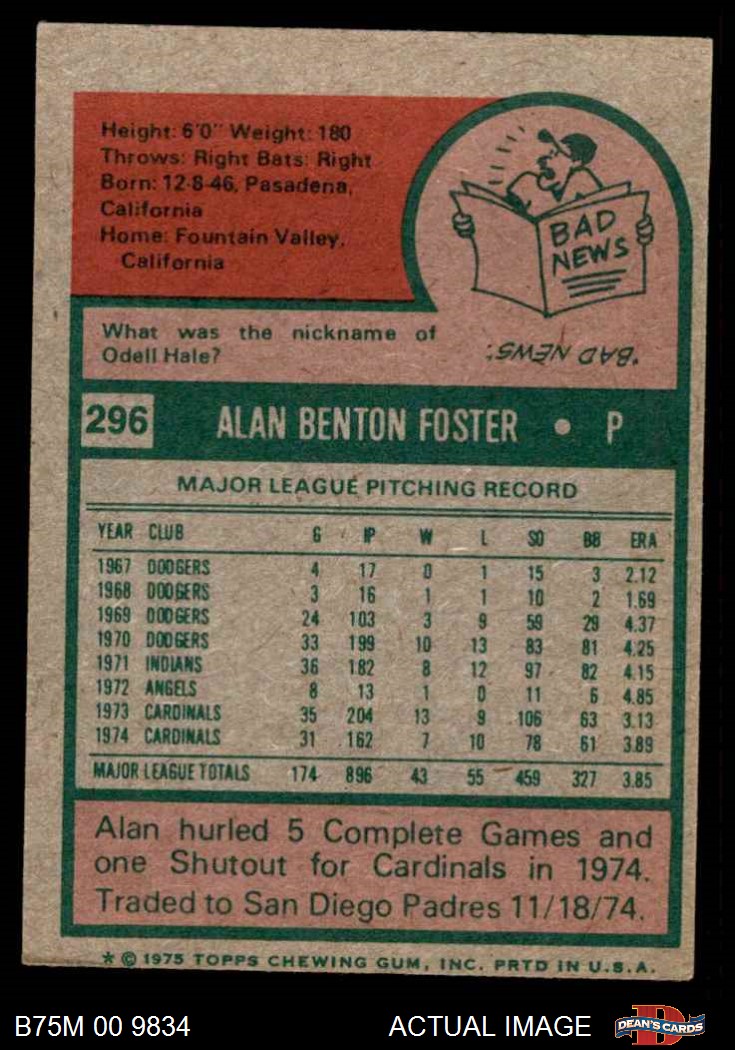 Height: 6'0" Weight: 180
Throws: Right Bats: Right
Born: 12-8-46, Pasadena,
California
Home: Fountain Valley,
California
BAD
NEWS
What was the nickname of
Odell Hale?
"BAD NEWS."
296 ALAN BENTON FOSTER • P
MAJOR LEAGUE PITCHING RECORD
YEAR CLUB G IP W L SO BB ERA
1967 DODGERS 4 17 0 1 15 3 2.12
1968 DODGERS 3 16 1 1 10 2 1.69
1969 DODGERS 24 103 3 9 59 29 4.37
1970 DODGERS 33 199 10 13 83 81 4.25
1971 INDIANS 36 182 8 12 97 82 4.15
1972 ANGELS 8 13 1 0 11 6 4.85
1973 CARDINALS 35 204 13 9 106 63 3.13
1974 CARDINALS 31 162 7 10 78 61 3.89
MAJOR LEAGUE TOTALS 174 896 43 55 459 327 3.85
Alan hurled 5 Complete Games and
one Shutout for Cardinals in 1974.
Traded to San Diego Padres 11/18/74.
* © 1975 TOPPS CHEWING GUM, INC. PRTD IN U.S.A.
B75M 00 9834 ACTUAL IMAGE DEAN'S CARDS